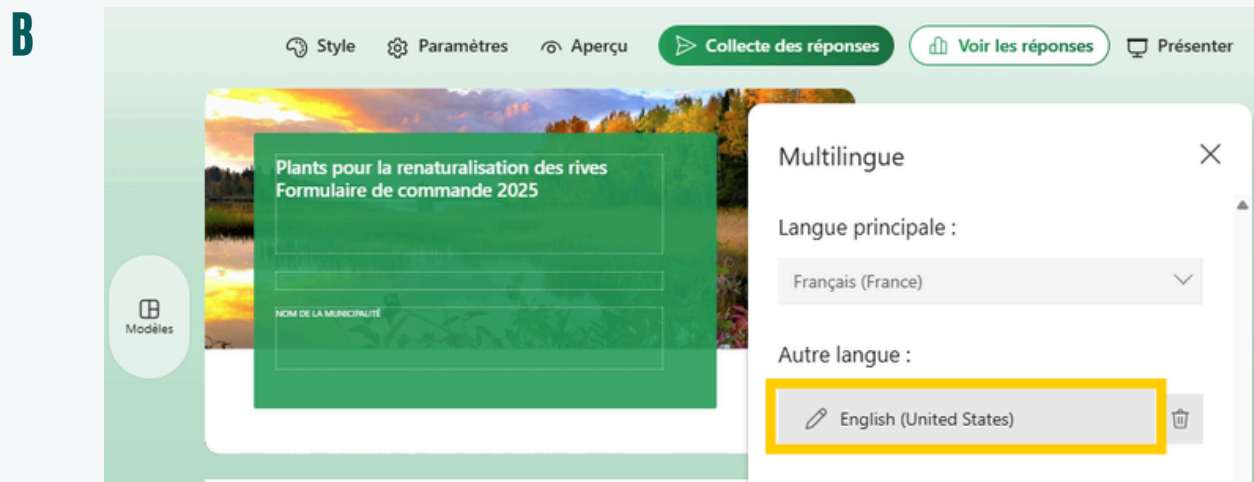 B
Style
Paramètres
Aperçu
Collecte des réponses
Voir les réponses
Présenter
Plants pour la renaturalisation des rives
Formulaire de commande 2025
NOM DE LA MUNICIPALITÉ
Modèles
Multilingue
Langue principale :
Français (France)
Autre langue :
English (United States)